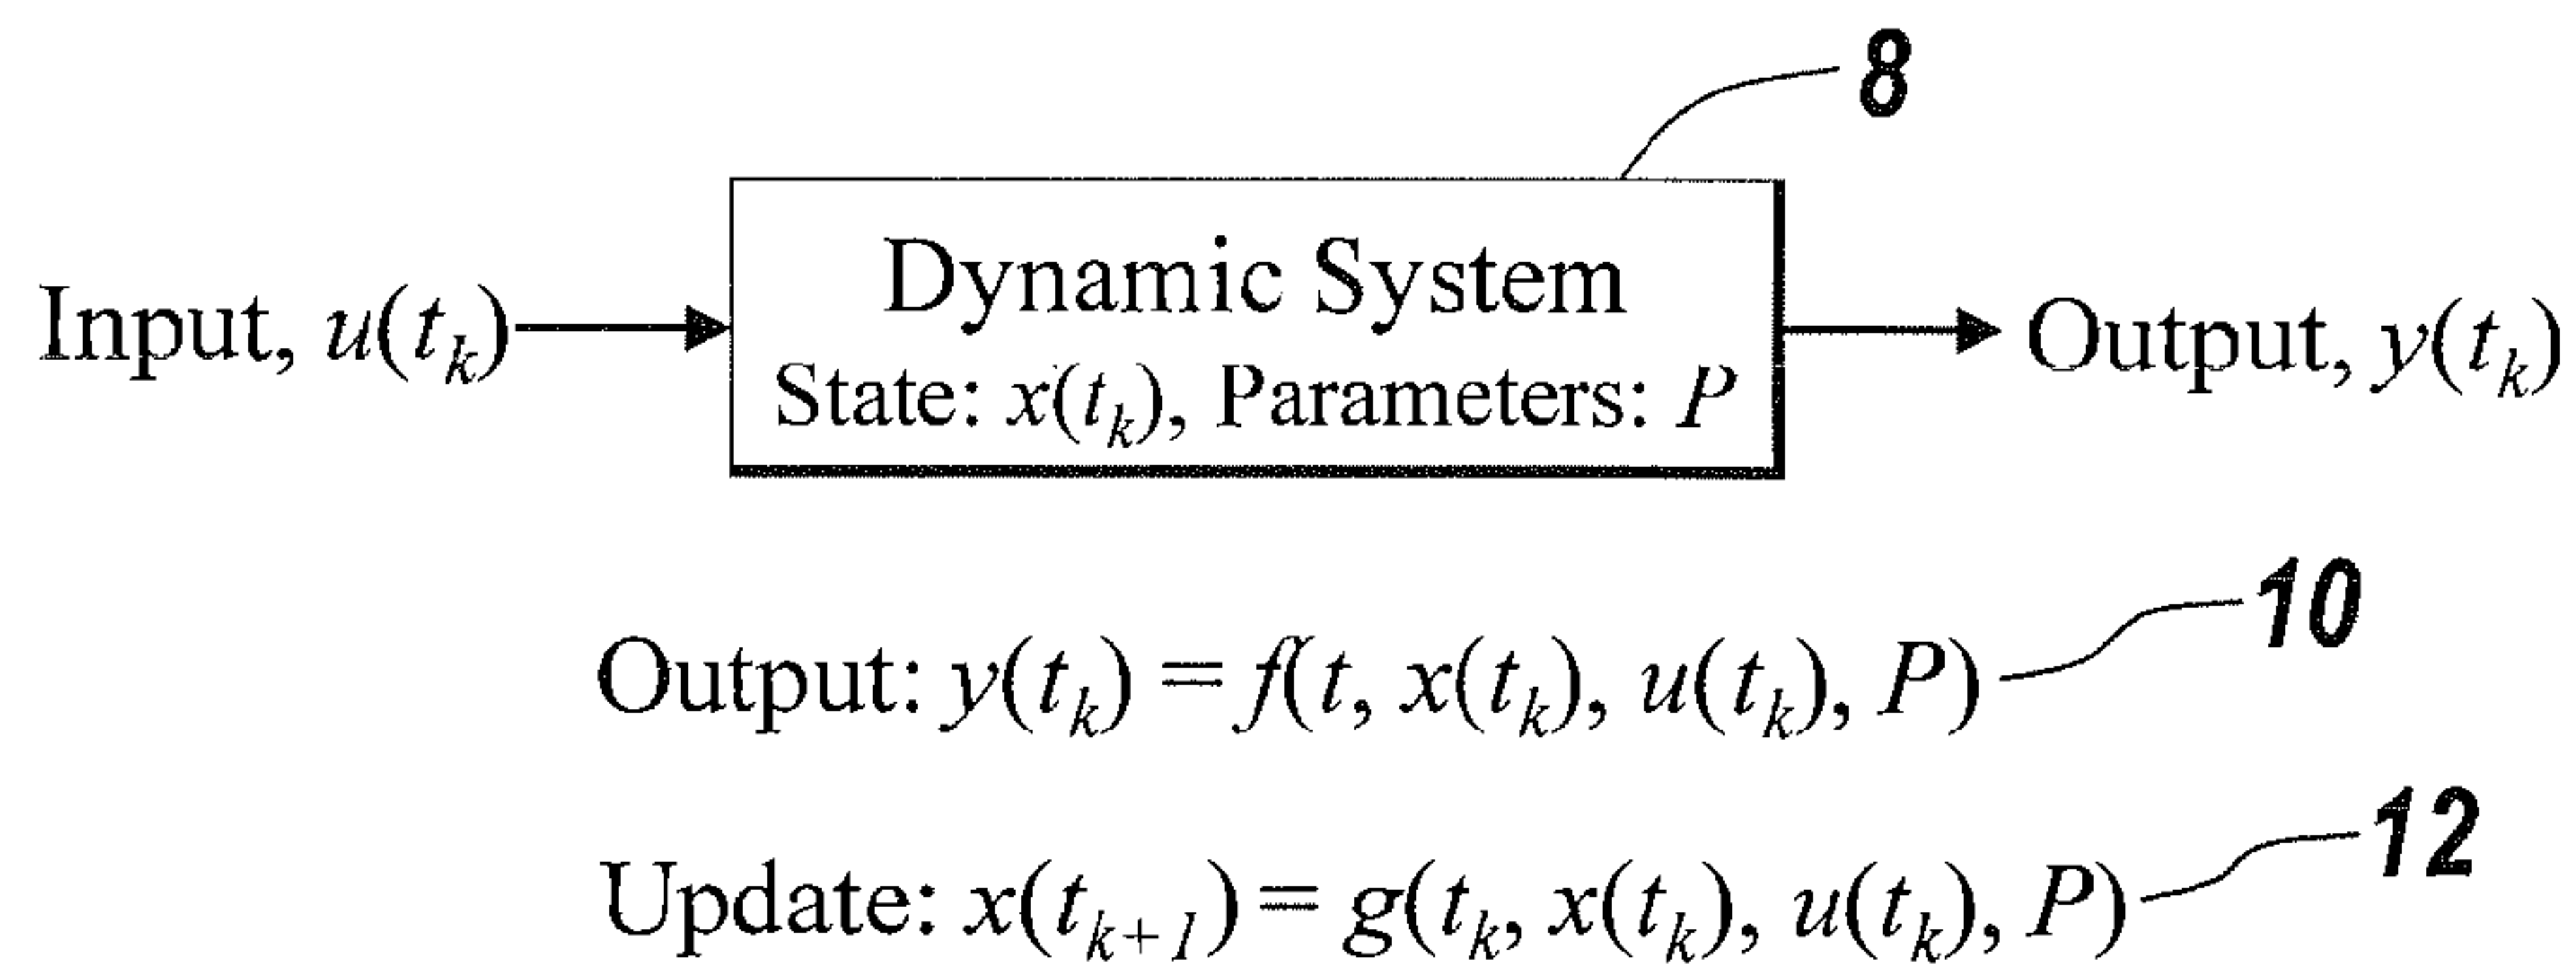 8
Dynamic System
Input, u(t_k)
State: x(t_k), Parameters: P
Output, y(t_k)
10
Output: y(t_k) = f(t, x(t_k), u(t_k), P)
12
Update: x(t_{k+1}) = g(t_k, x(t_k), u(t_k), P)